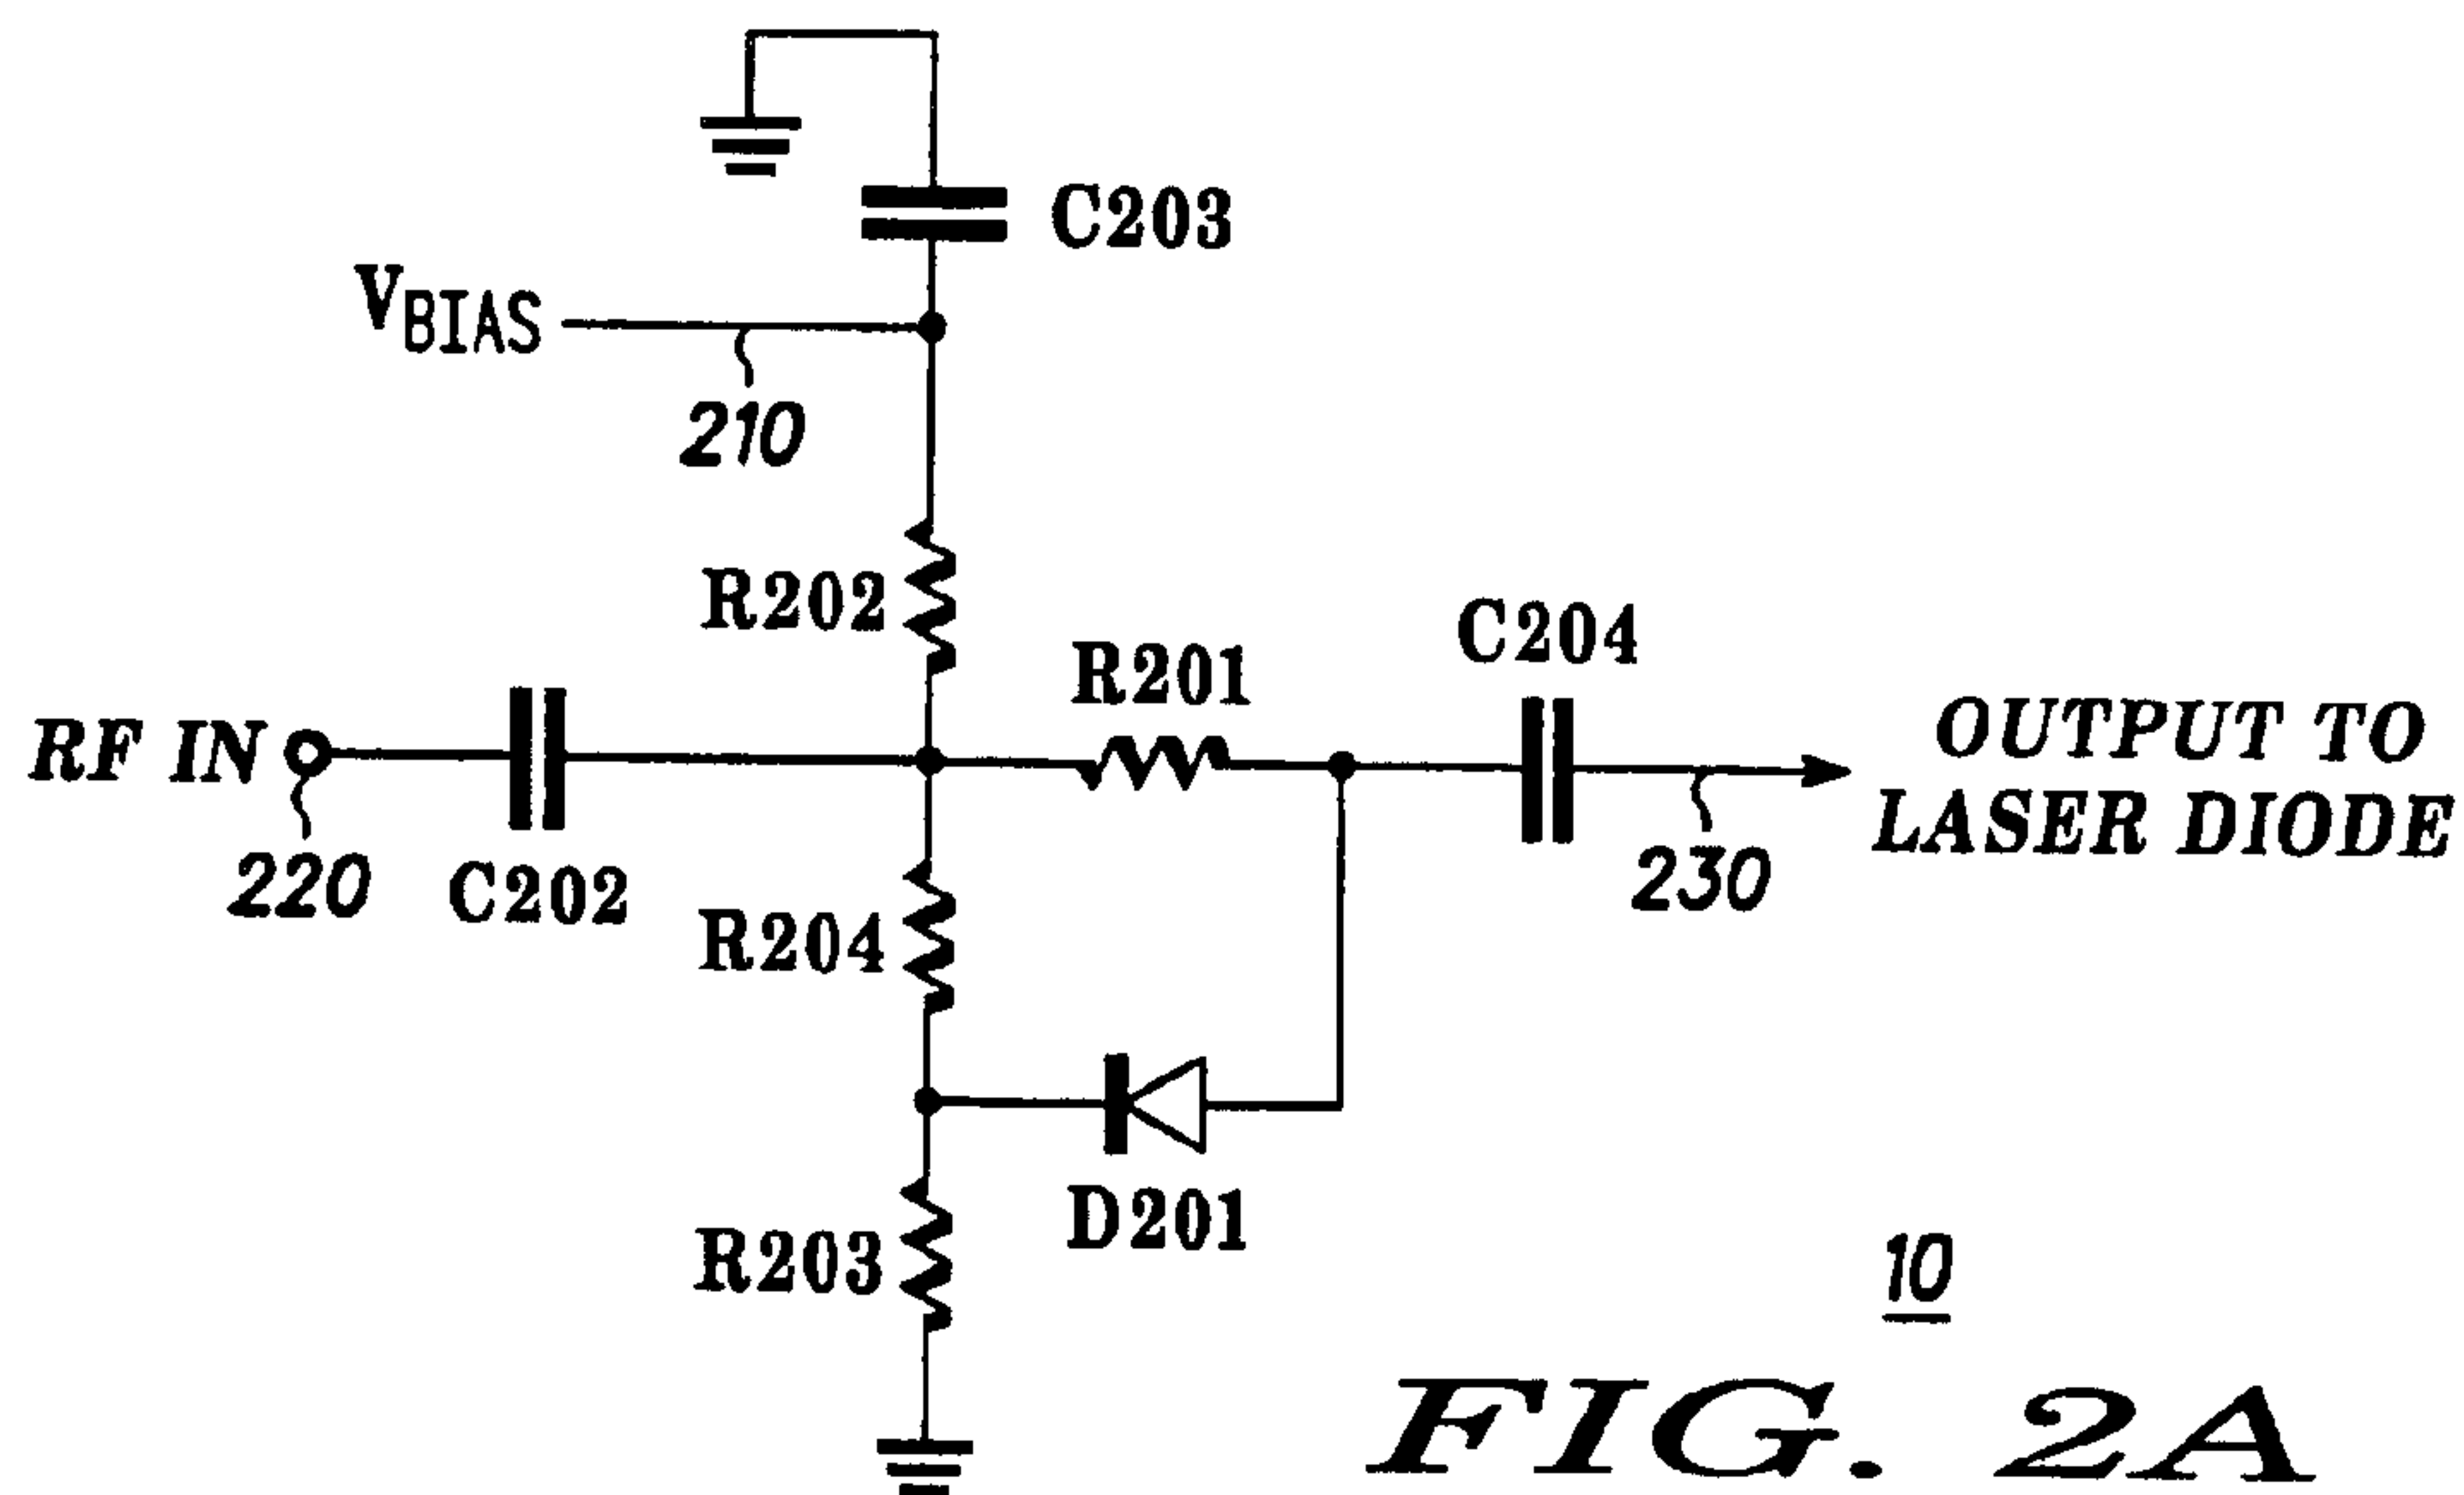 C203
VBIAS
210
R202
R201
C204
RF IN
OUTPUT TO
LASER DIODE
220
C202
230
R204
D201
R203
10
FIG. 2A